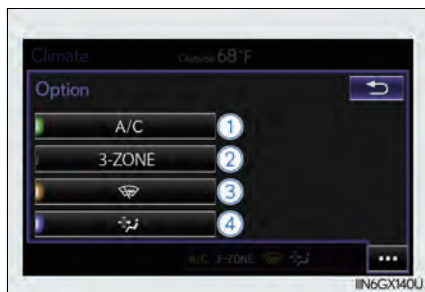 Climate Outside 68°F
Option
A/C 1
3-ZONE 2
3
4
A/C 3-ZONE
IIN6GX140U